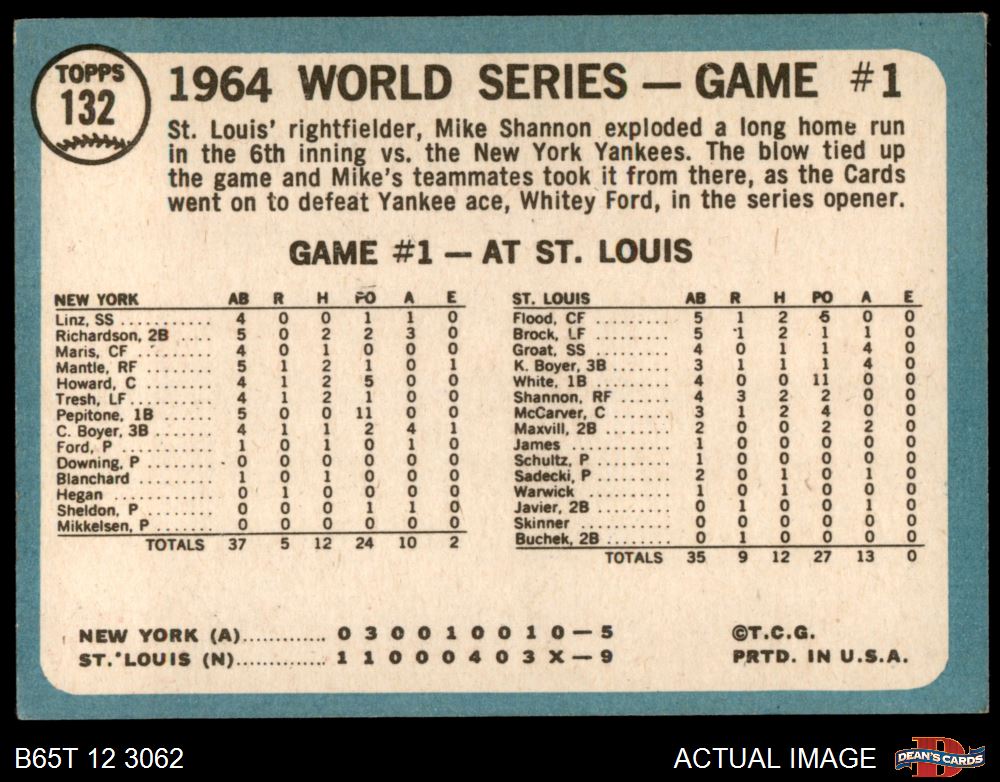 TOPPS
132
1964 WORLD SERIES — GAME #1
St. Louis' rightfielder, Mike Shannon exploded a long home run
in the 6th inning vs. the New York Yankees. The blow tied up
the game and Mike's teammates took it from there, as the Cards
went on to defeat Yankee ace, Whitey Ford, in the series opener.
GAME #1 — AT ST. LOUIS
NEW YORK AB R H PO A E
Linz, SS .......... 4 0 0 1 1 0
Richardson, 2B .... 5 0 2 2 3 0
Maris, CF ........ 4 0 1 0 0 0
Mantle, RF ....... 5 1 2 1 0 1
Howard, C ....... 4 1 2 5 0 0
Tresh, LF ......... 4 1 2 1 0 0
Pepitone, 1B ...... 5 0 0 11 0 0
C. Boyer, 3B ....... 4 1 1 2 4 1
Ford, P ........... 1 0 1 0 1 0
Downing, P ....... 0 0 0 0 0 0
Blanchard ......... 1 0 1 0 0 0
Hegan ............ 0 1 0 0 0 0
Sheldon, P ........ 0 0 0 1 1 0
Mikkelsen, P ....... 0 0 0 0 0 0
TOTALS 37 5 12 24 10 2
ST. LOUIS AB R H PO A E
Flood, CF ......... 5 1 2 5 0 0
Brock, LF ......... 5 1 2 1 1 0
Groat, SS ......... 4 0 1 1 4 0
K. Boyer, 3B ....... 3 1 1 1 4 0
White, 1B ......... 4 0 0 11 0 0
Shannon, RF ...... 4 3 2 2 0 0
McCarver, C ....... 3 1 2 4 0 0
Maxvill, 2B ........ 2 0 0 2 2 0
James ............ 1 0 0 0 0 0
Schultz, P ......... 1 0 0 0 0 0
Sadecki, P ........ 2 0 1 0 1 0
Warwick .......... 1 0 1 0 0 0
Javier, 2B ......... 0 1 0 0 1 0
Skinner ........... 0 0 0 0 0 0
Buchek, 2B ........ 0 1 0 0 0 0
TOTALS 35 9 12 27 13 0
NEW YORK (A)............ 0 3 0 0 1 0 0 1 0 — 5
ST. LOUIS (N)............. 1 1 0 0 0 4 0 3 X — 9
©T.C.G.
PRTD. IN U.S.A.
B65T 12 3062
ACTUAL IMAGE
D
DEAN'S CARDS